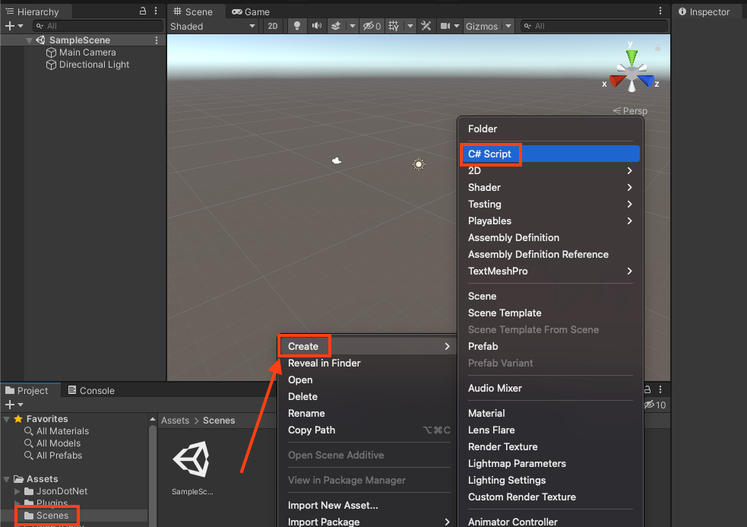 Hierarchy
Scene
Game
Inspector
All
Shaded
2D
0
Gizmos
All
SampleScene
Main Camera
Directional Light
y
x
z
Persp
Folder
C# Script
2D
Shader
Testing
Playables
Assembly Definition
Assembly Definition Reference
TextMeshPro
Scene
Scene Template
Scene Template From Scene
Prefab
Prefab Variant
Audio Mixer
Material
Lens Flare
Render Texture
Lightmap Parameters
Lighting Settings
Custom Render Texture
Animator Controller
Create
Reveal in Finder
Open
Delete
Rename
Copy Path ⌥⌘C
Open Scene Additive
View in Package Manager
Import New Asset...
Import Package
Project
Console
10
Favorites
All Materials
All Models
All Prefabs
Assets
JsonDotNet
Plugins
Scenes
Assets > Scenes
SampleSc...